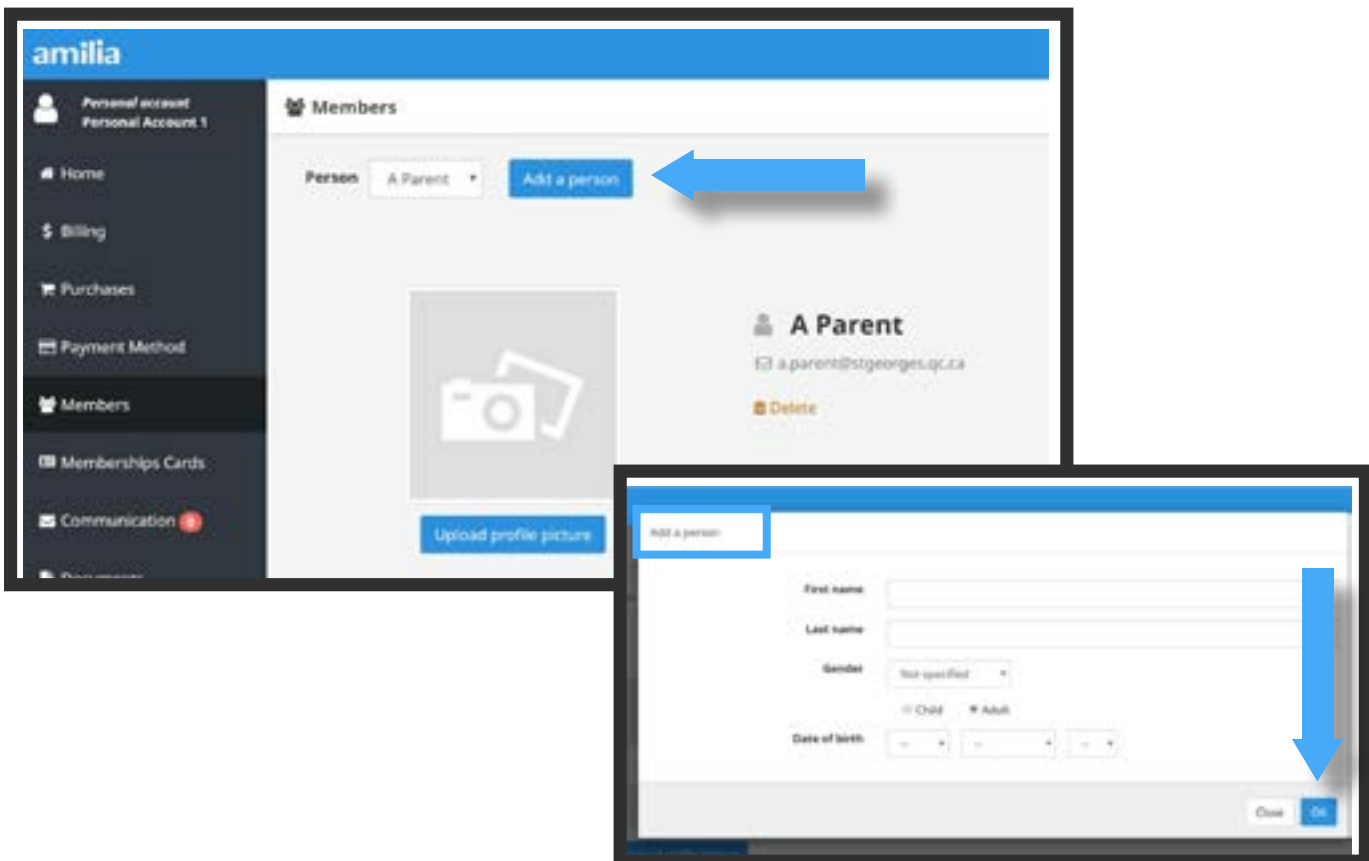 amilia
Personal account
Personal Account 1
Members
Home
Person A Parent Add a person
$ Billing
Purchases
Payment Method
A Parent
a.parent@stgeorges.qc.ca
Members
Delete
Memberships Cards
Communication
Upload profile picture
Documents
Add a person
First name
Last name
Gender Not specified
Child Adult
Date of birth -- -- --
Close OK